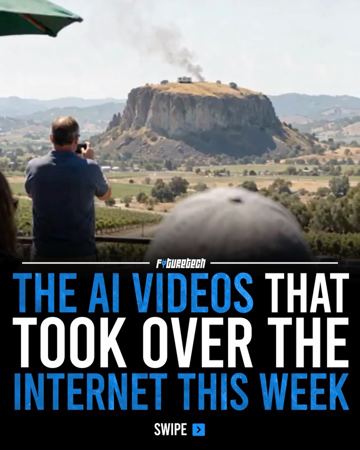 FUTURETECH
THE AI VIDEOS THAT
TOOK OVER THE
INTERNET THIS WEEK
SWIPE